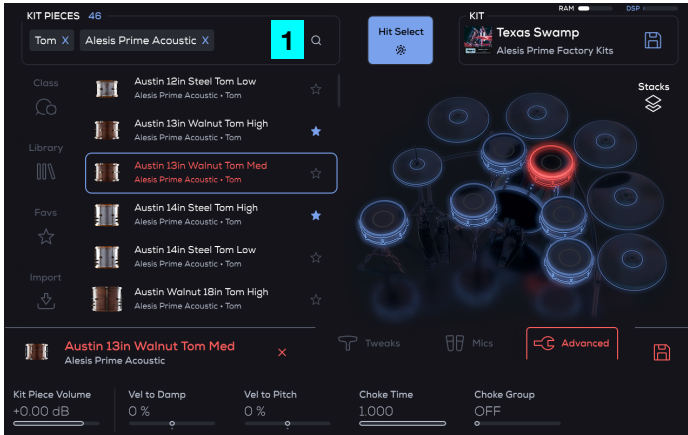 RAM
DSP
KIT PIECES 46
KIT
Tom X
Alesis Prime Acoustic X
1
Hit Select
Texas Swamp
Alesis Prime Factory Kits
Class
Library
Favs
Import
Austin 12in Steel Tom Low
Alesis Prime Acoustic • Tom
Austin 13in Walnut Tom High
Alesis Prime Acoustic • Tom
Austin 13in Walnut Tom Med
Alesis Prime Acoustic • Tom
Austin 14in Steel Tom High
Alesis Prime Acoustic • Tom
Austin 14in Steel Tom Low
Alesis Prime Acoustic • Tom
Austin Walnut 18in Tom High
Alesis Prime Acoustic • Tom
Stacks
Austin 13in Walnut Tom Med
Alesis Prime Acoustic
Tweaks
Mics
Advanced
Kit Piece Volume
+0.00 dB
Vel to Damp
0 %
Vel to Pitch
0 %
Choke Time
1.000
Choke Group
OFF